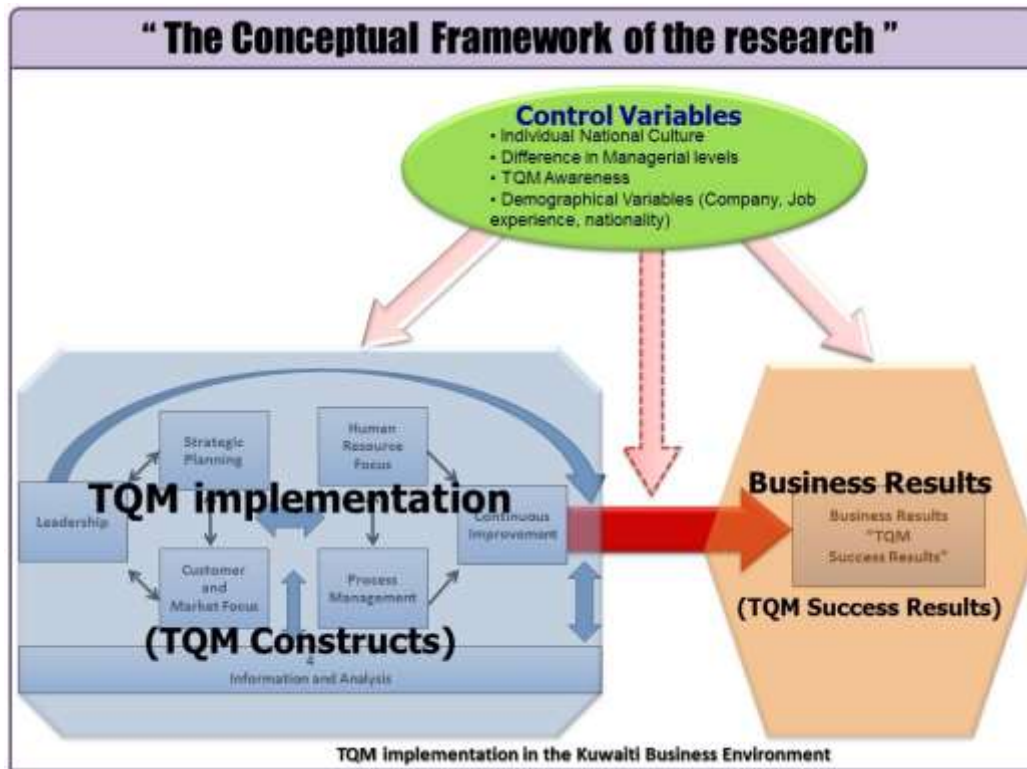 “ The Conceptual Framework of the research ”
Control Variables
• Individual National Culture
• Difference in Managerial levels
• TQM Awareness
• Demographical Variables (Company, Job
experience, nationality)
Strategic
Planning
Human
Resource
Focus
TQM implementation
Leadership
Continuous
Improvement
Customer
and
Market Focus
Process
Management
(TQM Constructs)
4
Information and Analysis
Business Results
Business Results
"TQM
Success Results"
(TQM Success Results)
TQM implementation in the Kuwaiti Business Environment